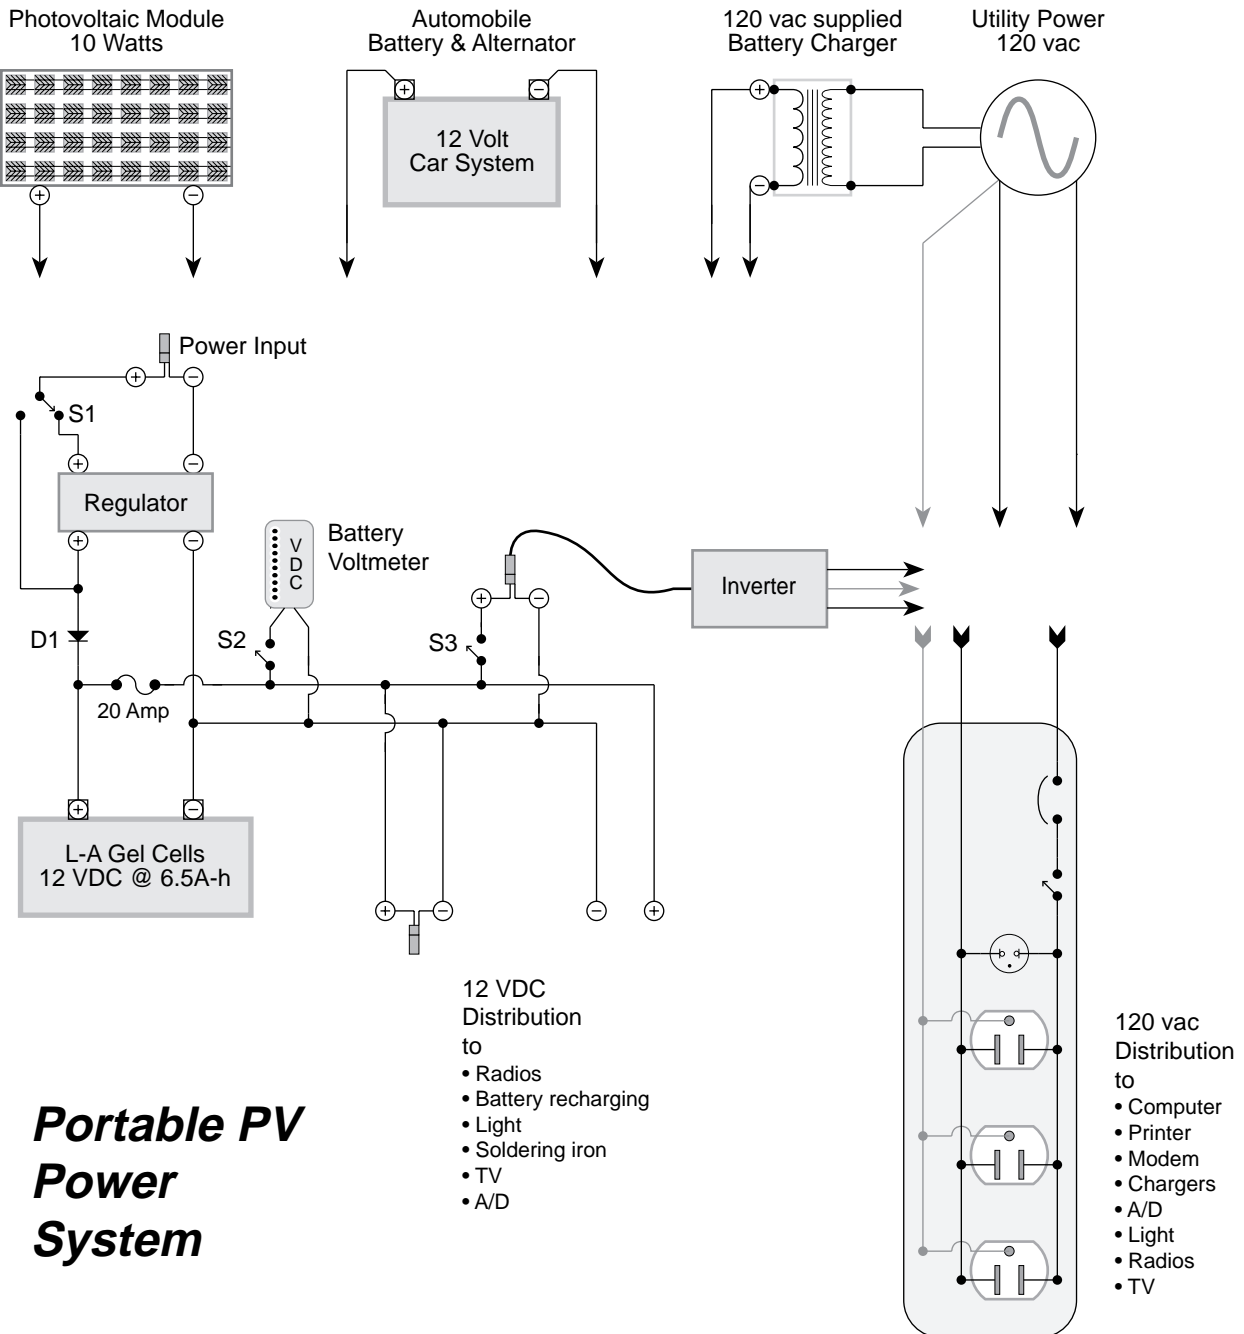 Photovoltaic Module
10 Watts
Automobile
Battery & Alternator
120 vac supplied
Battery Charger
Utility Power
120 vac
+
−
+
−
12 Volt
Car System
+
−
Power Input
+
−
S1
+
−
Regulator
+
−
Battery
Voltmeter
V
D
C
+
−
Inverter
D1
S2
S3
20 Amp
+
−
L-A Gel Cells
12 VDC @ 6.5A-h
+
−
−
+
12 VDC
Distribution
to
• Radios
• Battery recharging
• Light
• Soldering iron
• TV
• A/D
120 vac
Distribution
to
• Computer
• Printer
• Modem
• Chargers
• A/D
• Light
• Radios
• TV
Portable PV
Power
System